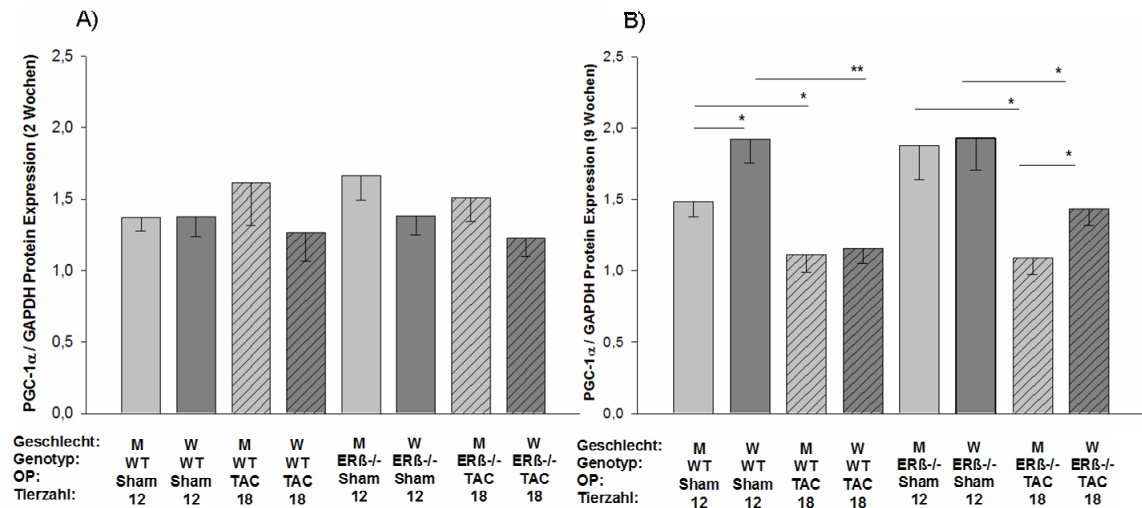 A)
PGC-1α / GAPDH Protein Expression (2 Wochen)
2,5
2,0
1,5
1,0
0,5
0,0
Geschlecht: M W M W M W M W
Genotyp: WT WT WT WT ERß-/- ERß-/- ERß-/- ERß-/-
OP: Sham Sham TAC TAC Sham Sham TAC TAC
Tierzahl: 12 12 18 18 12 12 18 18
B)
PGC-1α / GAPDH Protein Expression (9 Wochen)
2,5
2,0
1,5
1,0
0,5
0,0
**
*
*
*
*
*
Geschlecht: M W M W M W M W
Genotyp: WT WT WT WT ERß-/- ERß-/- ERß-/- ERß-/-
OP: Sham Sham TAC TAC Sham Sham TAC TAC
Tierzahl: 12 12 18 18 12 12 18 18